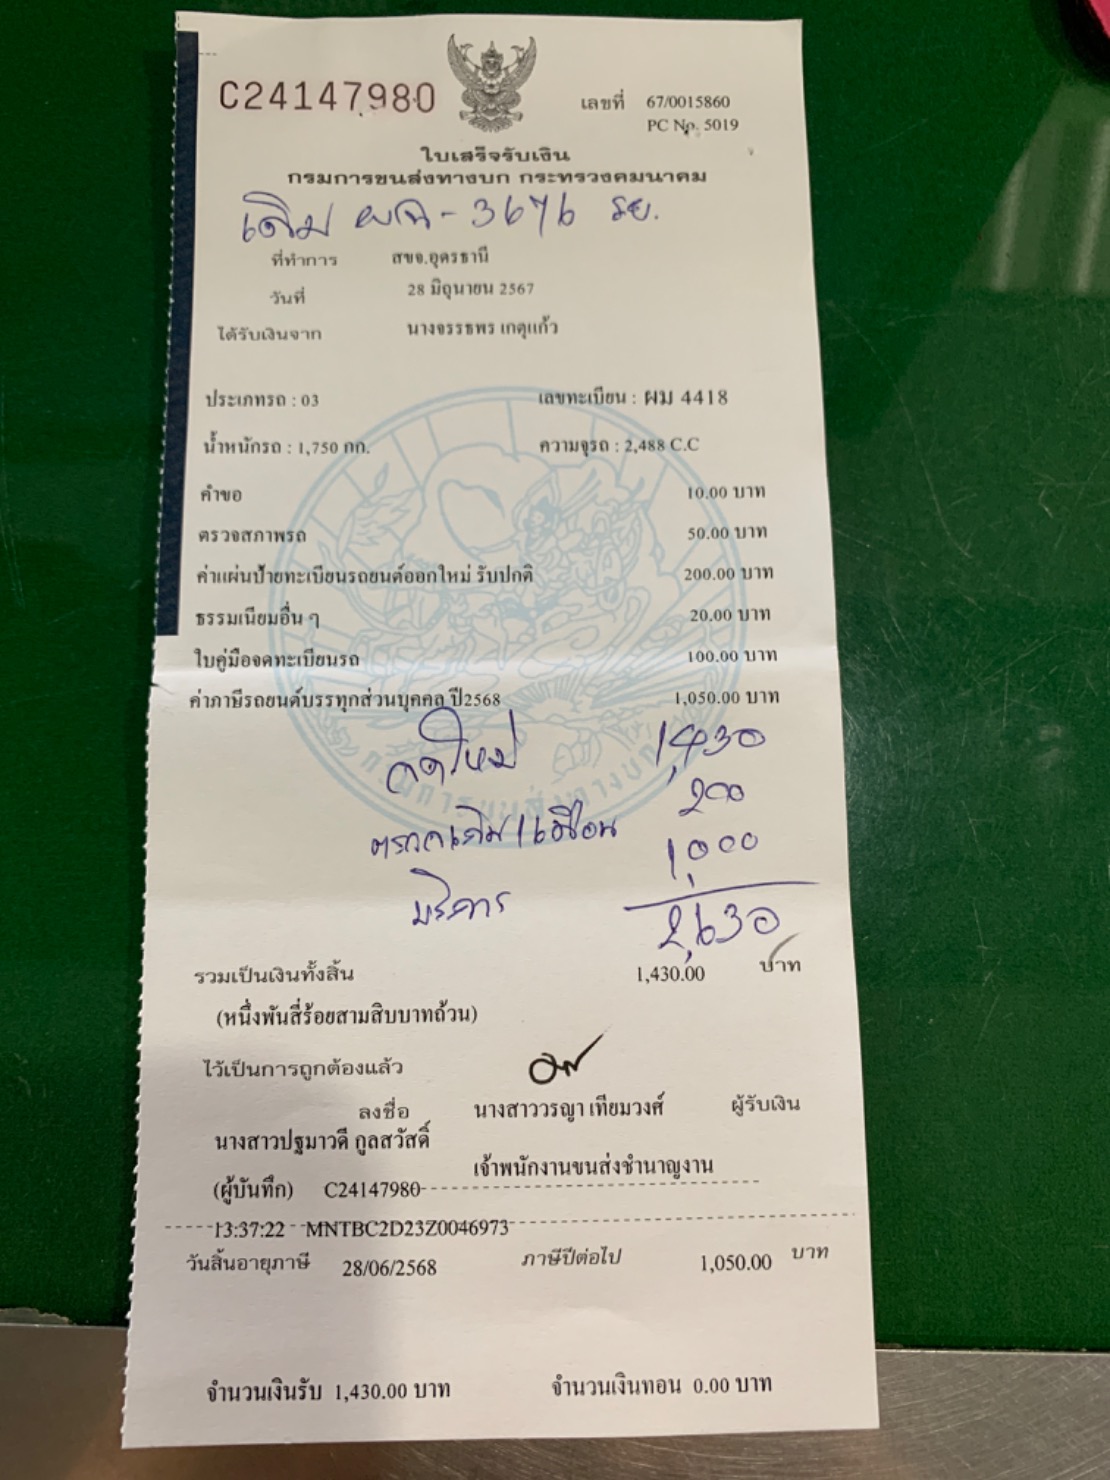 C24147980
เลขที่ 67/0015860
PC No. 5019
ใบเสร็จรับเงิน
กรมการขนส่งทางบก กระทรวงคมนาคม
เดิม ผค-3676 รย.
ที่ทำการ สขจ.อุดรธานี
วันที่ 28 มิถุนายน 2567
ได้รับเงินจาก นางจรรธพร เกตุแก้ว
ประเภทรถ : 03 เลขทะเบียน : ผม 4418
น้ำหนักรถ : 1,750 กก. ความจุรถ : 2,488 C.C
คำขอ 10.00 บาท
ตรวจสภาพรถ 50.00 บาท
ค่าแผ่นป้ายทะเบียนรถยนต์ออกใหม่ รับปกติ 200.00 บาท
ธรรมเนียมอื่น ๆ 20.00 บาท
ใบคู่มือจดทะเบียนรถ 100.00 บาท
ค่าภาษีรถยนต์บรรทุกส่วนบุคคล ปี2568 1,050.00 บาท
จดใหม่ 1,430
ตรวจเดิม 1 เดือน 200
บริการ 1,000
2,630
รวมเป็นเงินทั้งสิ้น 1,430.00 บาท
(หนึ่งพันสี่ร้อยสามสิบบาทถ้วน)
ไว้เป็นการถูกต้องแล้ว
ลงชื่อ นางสาววรญา เทียมวงศ์ ผู้รับเงิน
นางสาวปฐมาวดี กูลสวัสดิ์
เจ้าพนักงานขนส่งชำนาญงาน
(ผู้บันทึก) C24147980
13:37:22 MNTBC2D23Z0046973
วันสิ้นอายุภาษี 28/06/2568 ภาษีปีต่อไป 1,050.00 บาท
จำนวนเงินรับ 1,430.00 บาท จำนวนเงินทอน 0.00 บาท